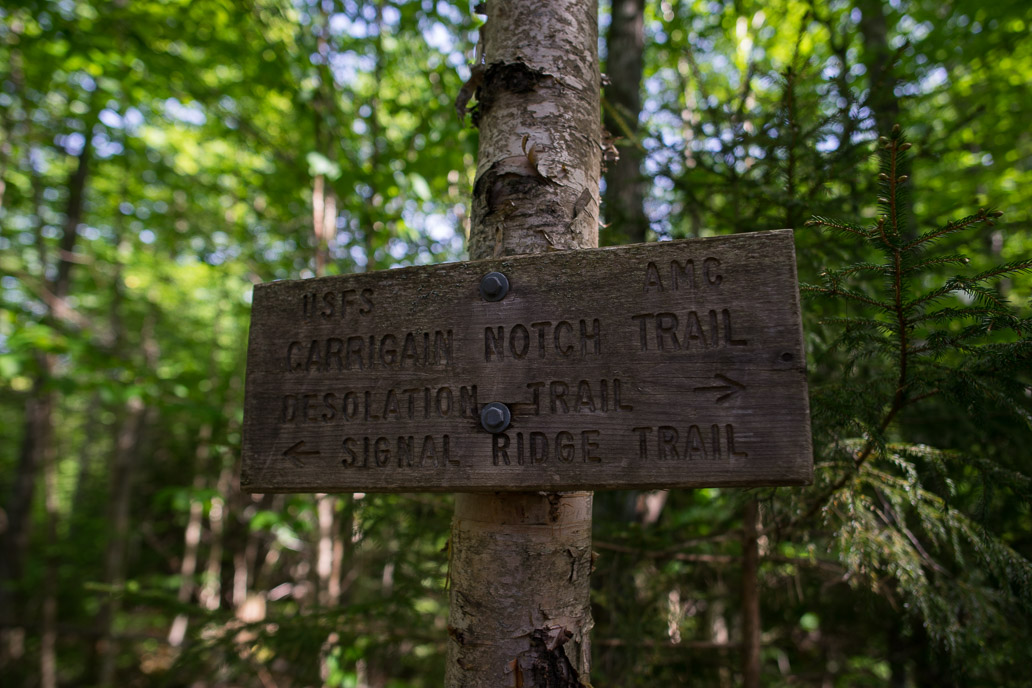 USFS AMC
CARRIGAIN NOTCH TRAIL
DESOLATION TRAIL →
← SIGNAL RIDGE TRAIL